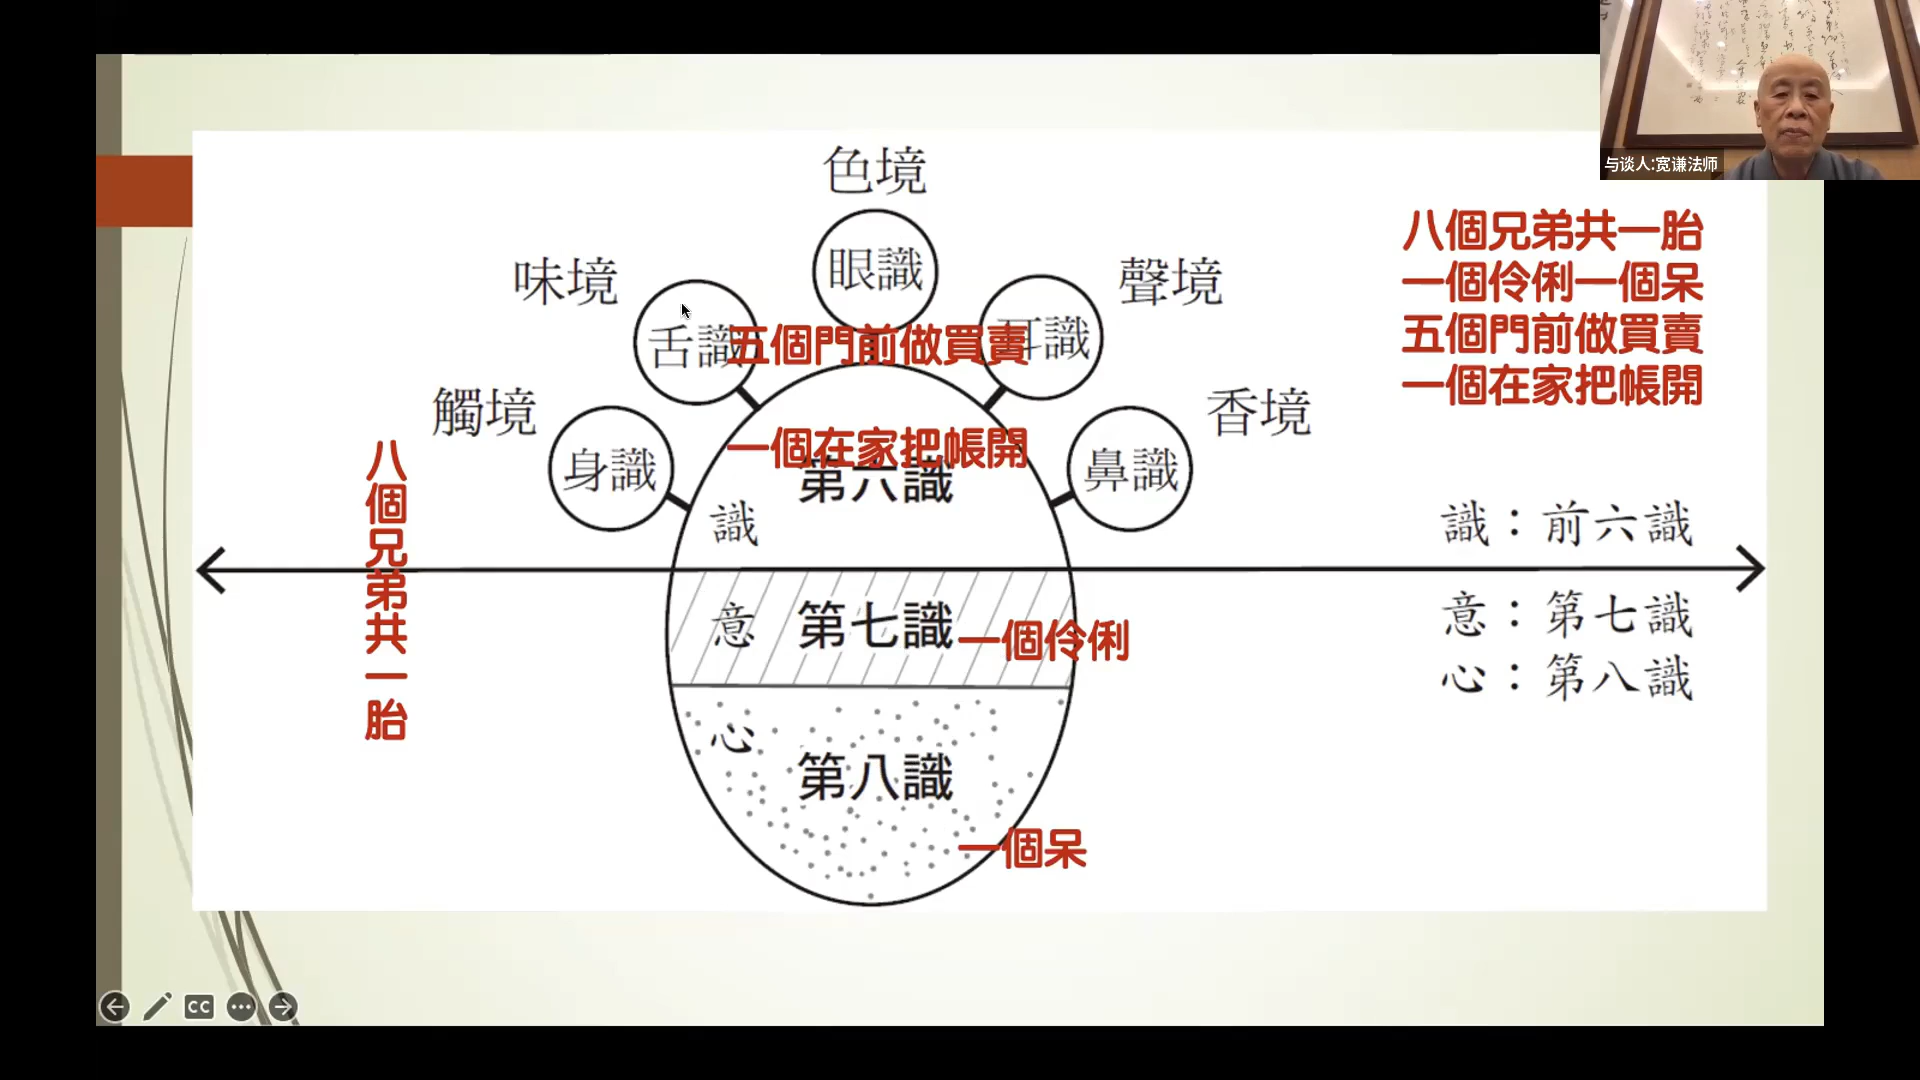 与谈人:宽谦法师
色境
眼識
味境
舌識
聲境
耳識
觸境
身識
香境
鼻識
五個門前做買賣
一個在家把帳開
第六識
識
八個兄弟共一胎
意
第七識
一個伶俐
心
第八識
一個呆
八個兄弟共一胎
一個伶俐一個呆
五個門前做買賣
一個在家把帳開
識：前六識
意：第七識
心：第八識
CC